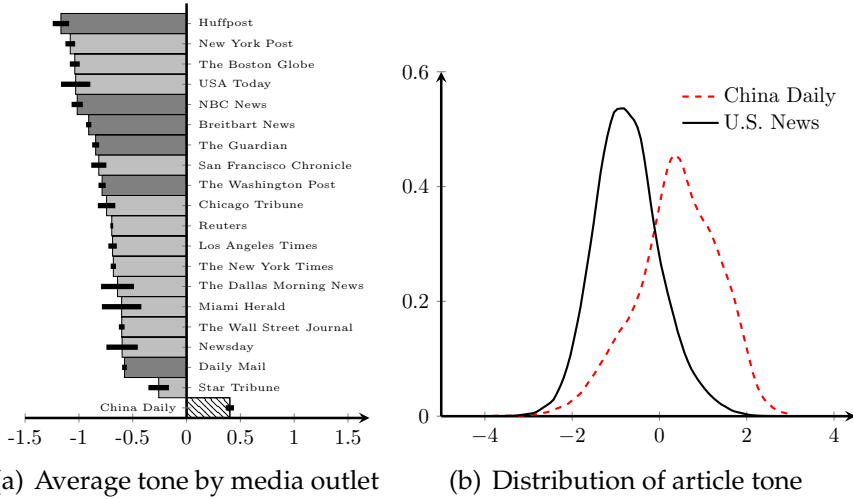 Huffpost
New York Post
The Boston Globe
USA Today
NBC News
Breitbart News
The Guardian
San Francisco Chronicle
The Washington Post
Chicago Tribune
Reuters
Los Angeles Times
The New York Times
The Dallas Morning News
Miami Herald
The Wall Street Journal
Newsday
Daily Mail
Star Tribune
China Daily
-1.5 -1 -0.5 0 0.5 1 1.5
a) Average tone by media outlet
0.6
0.4
0.2
0
China Daily
U.S. News
−4 −2 0 2 4
(b) Distribution of article tone